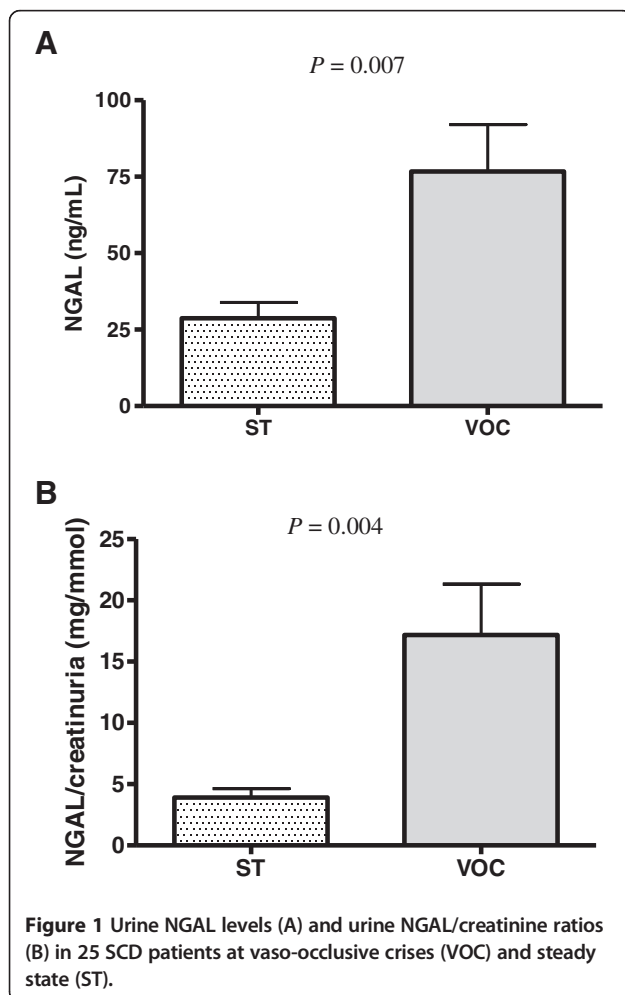 A
P = 0.007
NGAL (ng/mL)
100
75
50
25
0
ST VOC
B
P = 0.004
NGAL/creatinuria (mg/mmol)
25
20
15
10
5
0
ST VOC
Figure 1 Urine NGAL levels (A) and urine NGAL/creatinine ratios
(B) in 25 SCD patients at vaso-occlusive crises (VOC) and steady
state (ST).